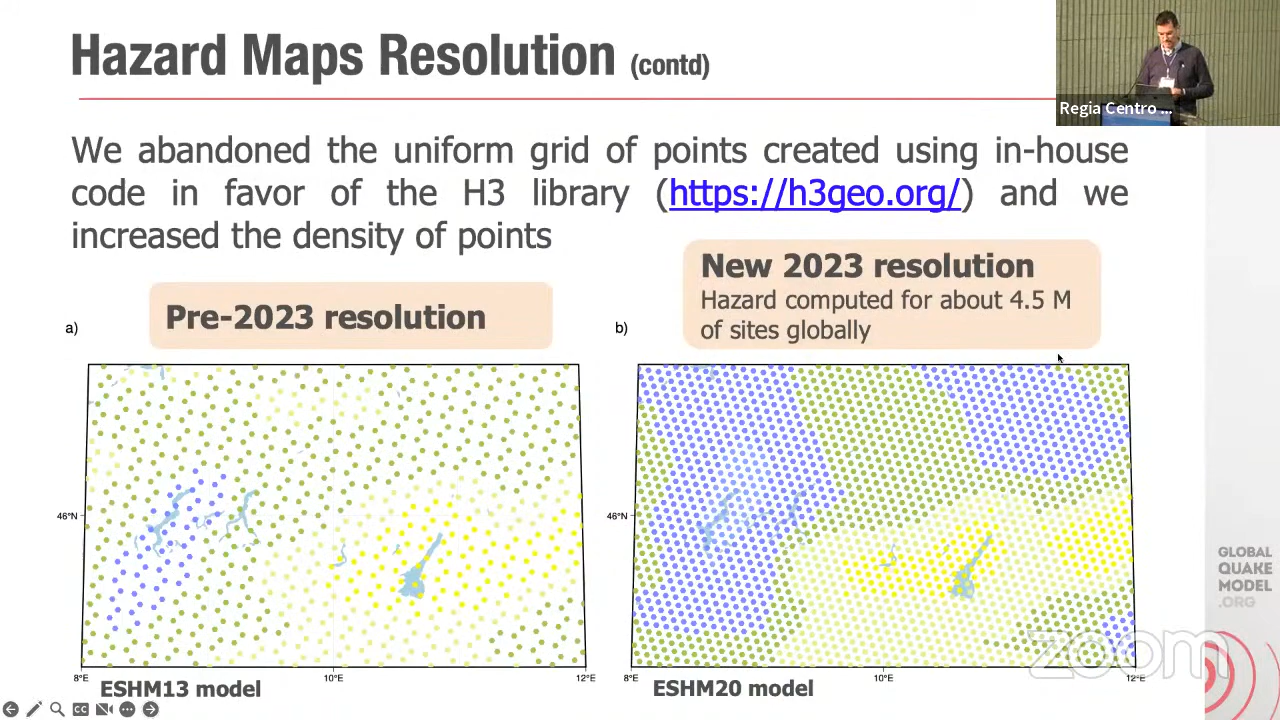 Hazard Maps Resolution (contd)
Regia Centro ...
We abandoned the uniform grid of points created using in-house
code in favor of the H3 library (https://h3geo.org/) and we
increased the density of points
a)
Pre-2023 resolution
b)
New 2023 resolution
Hazard computed for about 4.5 M
of sites globally
46°N
46°N
8°E
10°E
12°E
8°E
10°E
12°E
ESHM13 model
ESHM20 model
GLOBAL
QUAKE
MODEL
.ORG
zoom
CC